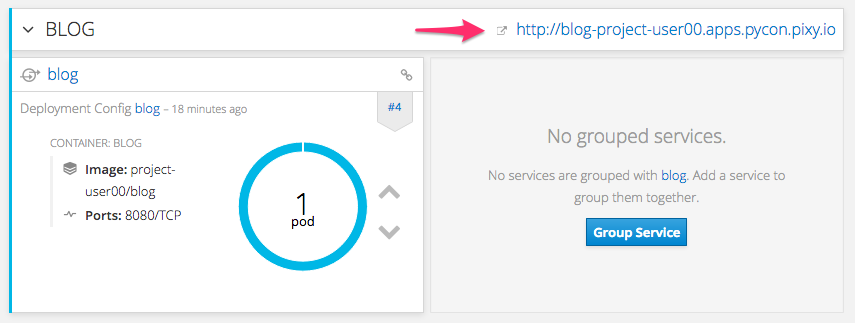 BLOG
http://blog-project-user00.apps.pycon.pixy.io
blog
Deployment Config blog – 18 minutes ago
#4
CONTAINER: BLOG
Image: project-
user00/blog
Ports: 8080/TCP
1
pod
No grouped services.
No services are grouped with blog. Add a service to
group them together.
Group Service